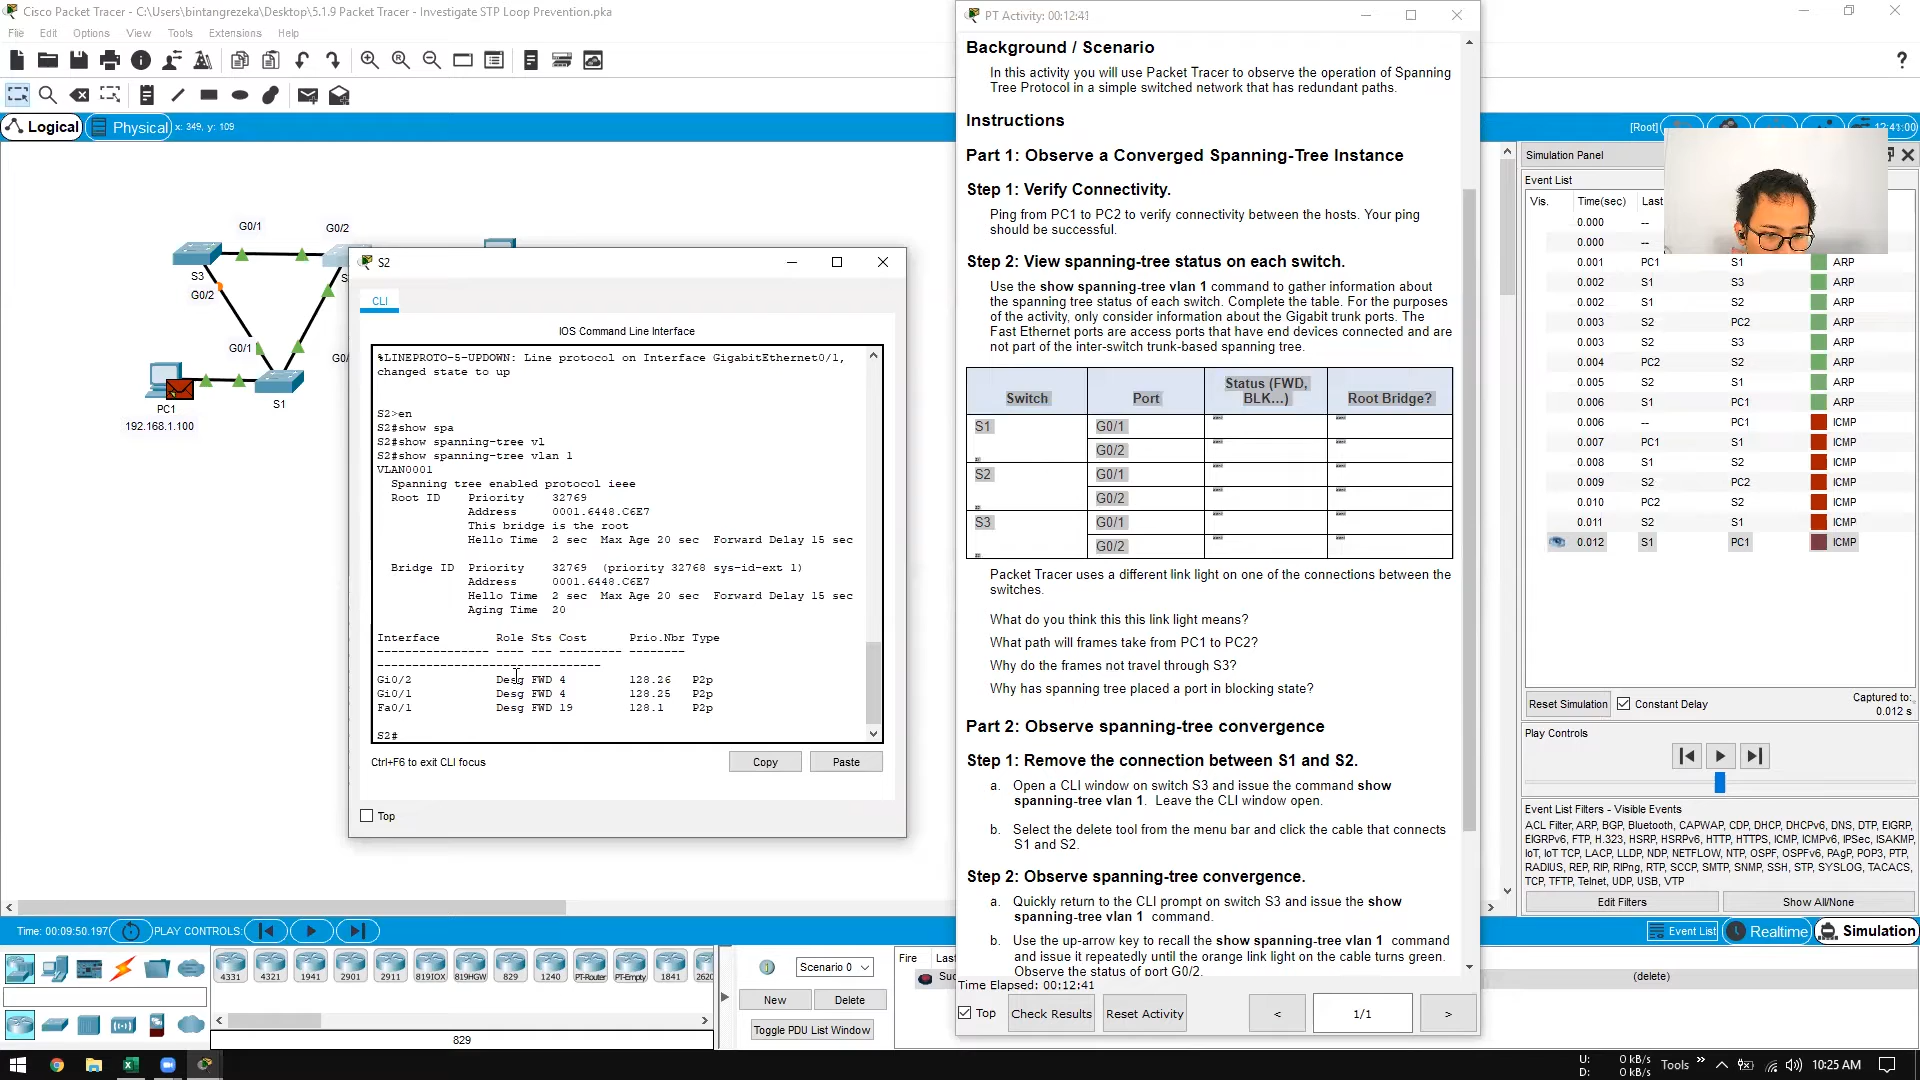 Cisco Packet Tracer - C:\Users\bintangrezeka\Desktop\5.1.9 Packet Tracer - Investigate STP Loop Prevention.pka
File Edit Options View Tools Extensions Help
Logical
Physical x: 349, y: 109
[Root]
12:41:00
G0/1
G0/2
S3
G0/2
G0/1
PC1
192.168.1.100
S1
S2
CLI
IOS Command Line Interface
%LINEPROTO-5-UPDOWN: Line protocol on Interface GigabitEthernet0/1,
changed state to up
S2>en
S2#show spa
S2#show spanning-tree vl
S2#show spanning-tree vlan 1
VLAN0001
Spanning tree enabled protocol ieee
Root ID Priority 32769
Address 0001.6448.C6E7
This bridge is the root
Hello Time 2 sec Max Age 20 sec Forward Delay 15 sec
Bridge ID Priority 32769 (priority 32768 sys-id-ext 1)
Address 0001.6448.C6E7
Hello Time 2 sec Max Age 20 sec Forward Delay 15 sec
Aging Time 20
Interface Role Sts Cost Prio.Nbr Type
---------------- ---- --- --------- --------
--------------------------------
Gi0/2 Desg FWD 4 128.26 P2p
Gi0/1 Desg FWD 4 128.25 P2p
Fa0/1 Desg FWD 19 128.1 P2p
S2#
Ctrl+F6 to exit CLI focus
Copy
Paste
Top
PT Activity: 00:12:41
Background / Scenario
In this activity you will use Packet Tracer to observe the operation of Spanning
Tree Protocol in a simple switched network that has redundant paths.
Instructions
Part 1: Observe a Converged Spanning-Tree Instance
Step 1: Verify Connectivity.
Ping from PC1 to PC2 to verify connectivity between the hosts. Your ping
should be successful.
Step 2: View spanning-tree status on each switch.
Use the show spanning-tree vlan 1 command to gather information about
the spanning tree status of each switch. Complete the table. For the purposes
of the activity, only consider information about the Gigabit trunk ports. The
Fast Ethernet ports are access ports that have end devices connected and are
not part of the inter-switch trunk-based spanning tree.
Switch Port Status (FWD, BLK...) Root Bridge?
S1 G0/1
G0/2
S2 G0/1
G0/2
S3 G0/1
G0/2
Packet Tracer uses a different link light on one of the connections between the
switches.
What do you think this this link light means?
What path will frames take from PC1 to PC2?
Why do the frames not travel through S3?
Why has spanning tree placed a port in blocking state?
Part 2: Observe spanning-tree convergence
Step 1: Remove the connection between S1 and S2.
a. Open a CLI window on switch S3 and issue the command show
spanning-tree vlan 1. Leave the CLI window open.
b. Select the delete tool from the menu bar and click the cable that connects
S1 and S2.
Step 2: Observe spanning-tree convergence.
a. Quickly return to the CLI prompt on switch S3 and issue the show
spanning-tree vlan 1 command.
b. Use the up-arrow key to recall the show spanning-tree vlan 1 command
and issue it repeatedly until the orange link light on the cable turns green.
Observe the status of port G0/2.
Time Elapsed: 00:12:41
Top
Check Results
Reset Activity
<
1/1
>
Simulation Panel
Event List
Vis. Time(sec) Last
0.000 --
0.000 --
0.001 PC1 S1 ARP
0.002 S1 S3 ARP
0.002 S1 S2 ARP
0.003 S2 PC2 ARP
0.003 S2 S3 ARP
0.004 PC2 S2 ARP
0.005 S2 S1 ARP
0.006 S1 PC1 ARP
0.006 -- PC1 ICMP
0.007 PC1 S1 ICMP
0.008 S1 S2 ICMP
0.009 S2 PC2 ICMP
0.010 PC2 S2 ICMP
0.011 S2 S1 ICMP
0.012 S1 PC1 ICMP
Reset Simulation
Constant Delay
Captured to:
0.012 s
Play Controls
Event List Filters - Visible Events
ACL Filter, ARP, BGP, Bluetooth, CAPWAP, CDP, DHCP, DHCPv6, DNS, DTP, EIGRP,
EIGRPv6, FTP, H.323, HSRP, HSRPv6, HTTP, HTTPS, ICMP, ICMPv6, IPSec, ISAKMP,
IoT, IoT TCP, LACP, LLDP, NDP, NETFLOW, NTP, OSPF, OSPFv6, PAgP, POP3, PTP,
RADIUS, REP, RIP, RIPng, RTP, SCCP, SMTP, SNMP, SSH, STP, SYSLOG, TACACS,
TCP, TFTP, Telnet, UDP, USB, VTP
Edit Filters
Show All/None
Time: 00:09:50.197
PLAY CONTROLS:
Event List
Realtime
Simulation
4331 4321 1941 2901 2911 819IOX 819HGW 829 1240 PT-Router PT-Empty 1841 2620
829
Scenario 0
New
Delete
Toggle PDU List Window
Fire
(delete)
U: 0 kB/s
D: 0 kB/s
Tools
10:25 AM